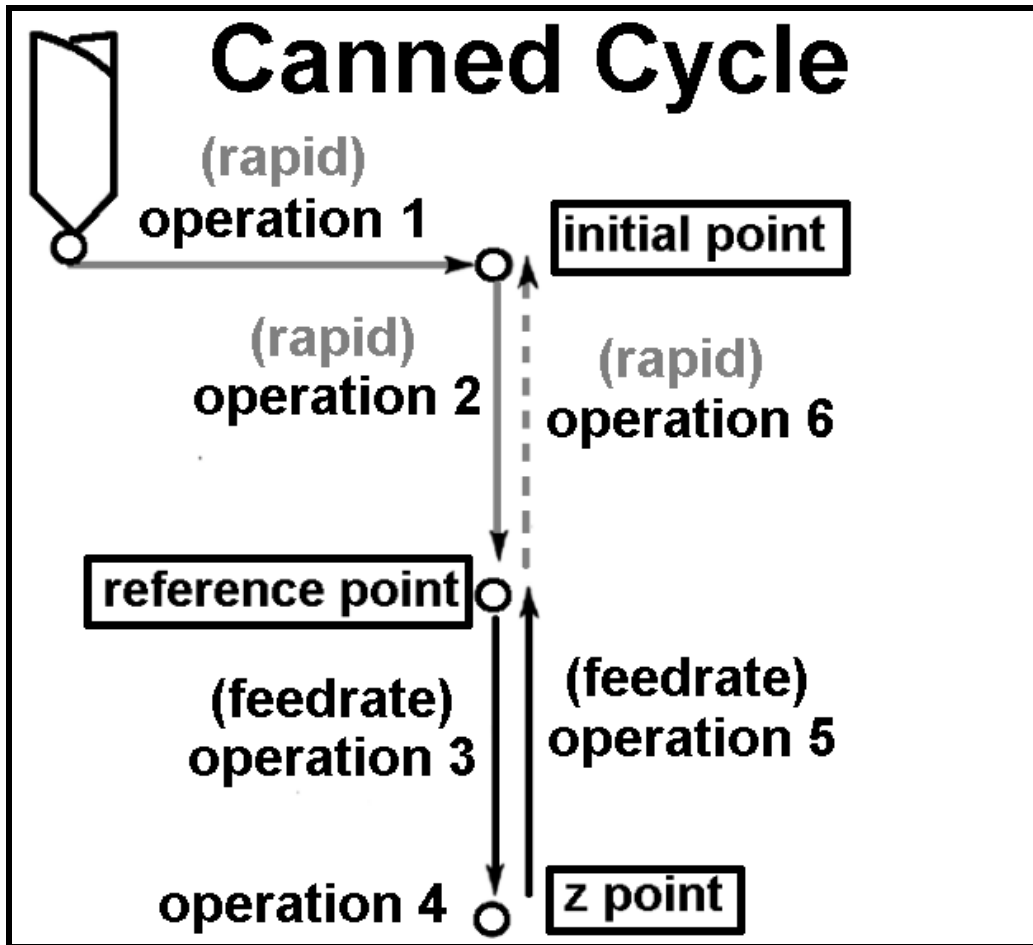 Canned Cycle
(rapid)
operation 1
initial point
(rapid)
operation 2
(rapid)
operation 6
reference point
(feedrate)
operation 3
(feedrate)
operation 5
operation 4
z point